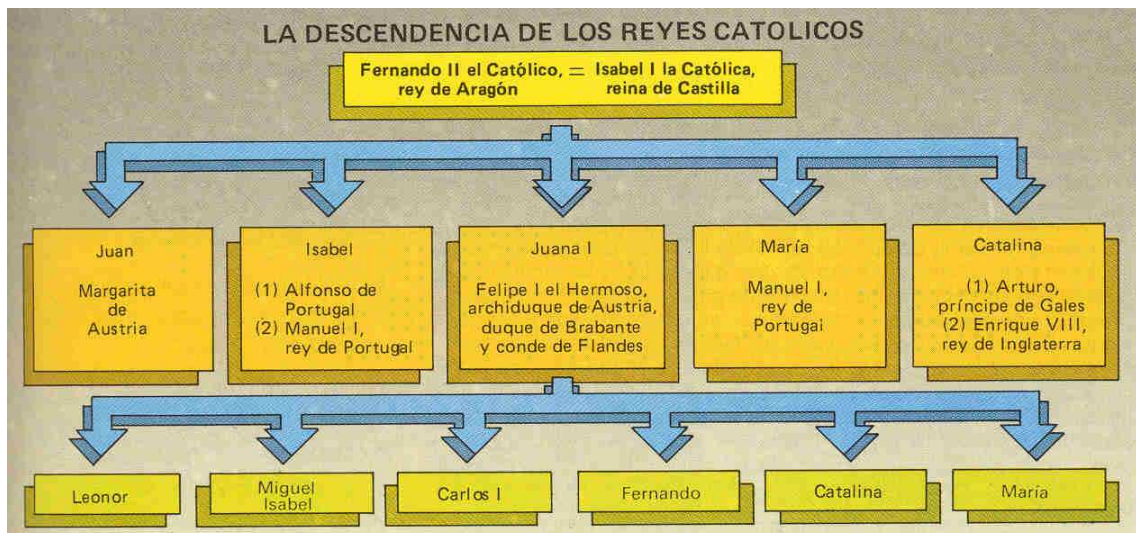 LA DESCENDENCIA DE LOS REYES CATOLICOS
Fernando II el Católico, = Isabel I la Católica,
rey de Aragón reina de Castilla
Juan
Margarita
de
Austria
Isabel
(1) Alfonso de
Portugal
(2) Manuel I,
rey de Portugal
Juana I
Felipe I el Hermoso,
archiduque de Austria,
duque de Brabante
y conde de Flandes
María
Manuel I,
rey de
Portugal
Catalina
(1) Arturo,
príncipe de Gales
(2) Enrique VIII,
rey de Inglaterra
Leonor
Miguel
Isabel
Carlos I
Fernando
Catalina
María